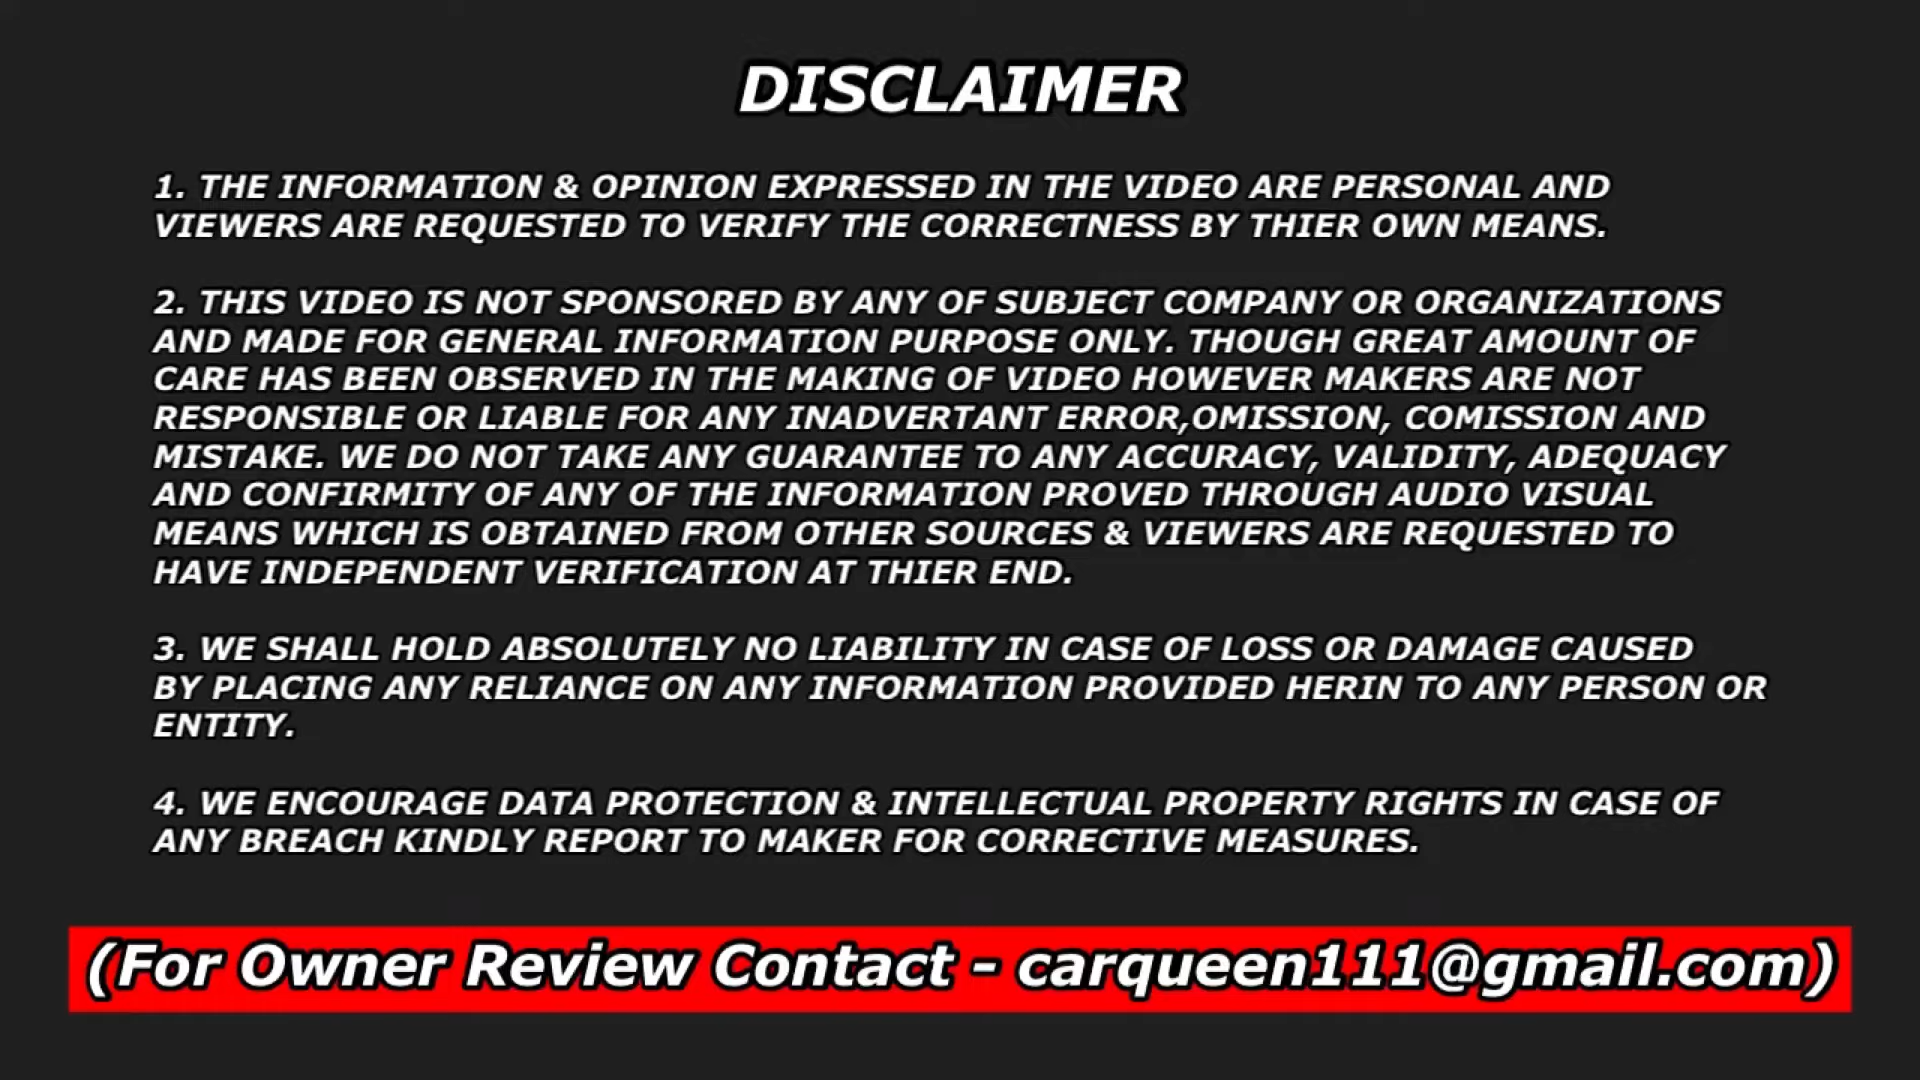 DISCLAIMER
1. THE INFORMATION & OPINION EXPRESSED IN THE VIDEO ARE PERSONAL AND
VIEWERS ARE REQUESTED TO VERIFY THE CORRECTNESS BY THIER OWN MEANS.
2. THIS VIDEO IS NOT SPONSORED BY ANY OF SUBJECT COMPANY OR ORGANIZATIONS
AND MADE FOR GENERAL INFORMATION PURPOSE ONLY. THOUGH GREAT AMOUNT OF
CARE HAS BEEN OBSERVED IN THE MAKING OF VIDEO HOWEVER MAKERS ARE NOT
RESPONSIBLE OR LIABLE FOR ANY INADVERTANT ERROR,OMISSION, COMISSION AND
MISTAKE. WE DO NOT TAKE ANY GUARANTEE TO ANY ACCURACY, VALIDITY, ADEQUACY
AND CONFIRMITY OF ANY OF THE INFORMATION PROVED THROUGH AUDIO VISUAL
MEANS WHICH IS OBTAINED FROM OTHER SOURCES & VIEWERS ARE REQUESTED TO
HAVE INDEPENDENT VERIFICATION AT THIER END.
3. WE SHALL HOLD ABSOLUTELY NO LIABILITY IN CASE OF LOSS OR DAMAGE CAUSED
BY PLACING ANY RELIANCE ON ANY INFORMATION PROVIDED HERIN TO ANY PERSON OR
ENTITY.
4. WE ENCOURAGE DATA PROTECTION & INTELLECTUAL PROPERTY RIGHTS IN CASE OF
ANY BREACH KINDLY REPORT TO MAKER FOR CORRECTIVE MEASURES.
(For Owner Review Contact - carqueen111@gmail.com)